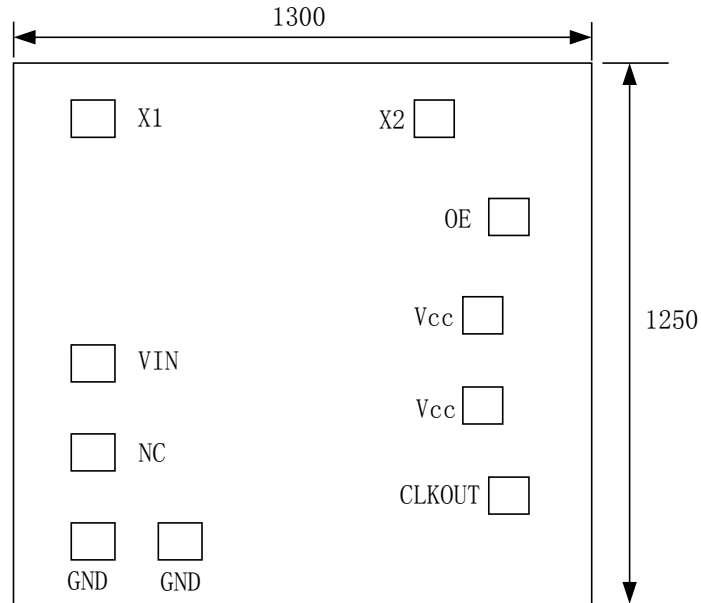 1300
X1
X2
OE
Vcc
1250
VIN
Vcc
NC
CLKOUT
GND GND